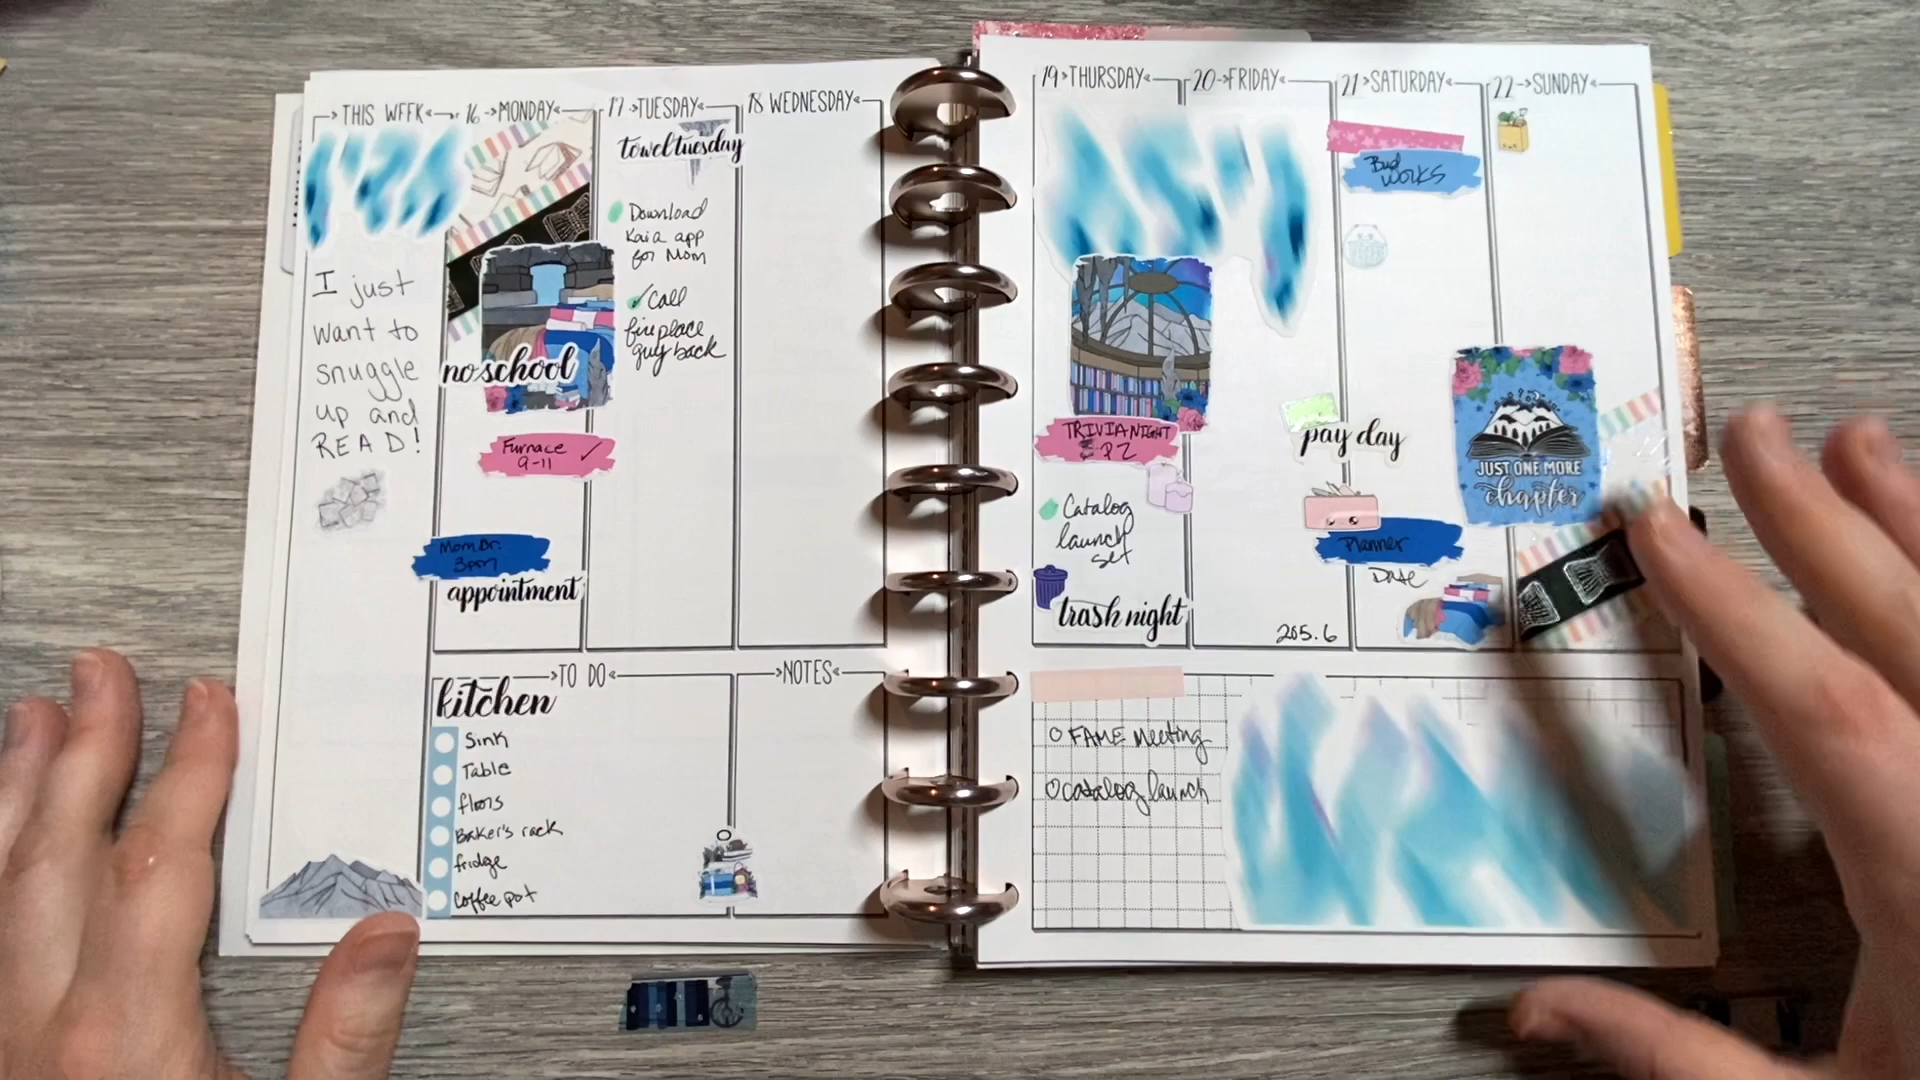 THIS WEEK
I just
want to
snuggle
up and
READ!
16 MONDAY
no school
Furnace ✓
9-11
Mom Dr.
3pm
appointment
17 TUESDAY
towel tuesday
Download
Kaia app
for Mom
✓ Call
fireplace
guy back
18 WEDNESDAY
TO DO
kitchen
Sink
Table
floors
Baker's rack
fridge
Coffee pot
NOTES
19 THURSDAY
TRIVIA NIGHT
PZ
Catalog
launch
set
trash night
20 FRIDAY
pay day
205.6
21 SATURDAY
Bud
WORKS
Planner
Date
22 SUNDAY
JUST ONE MORE
chapter
FAME Meeting
catalog launch